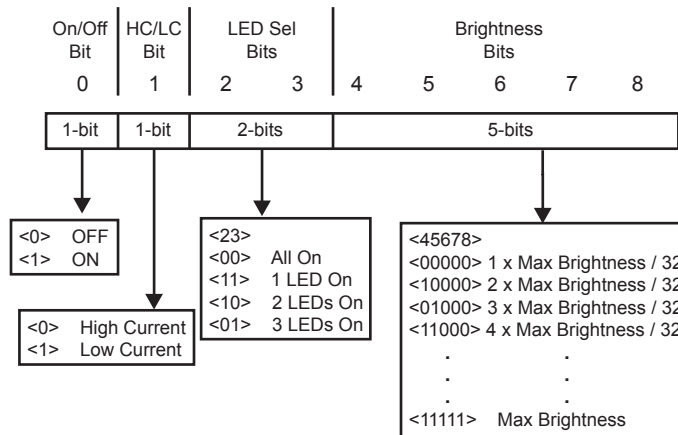 On/Off HC/LC LED Sel Brightness
Bit Bit Bits Bits
0 1 2 3 4 5 6 7 8
1-bit 1-bit 2-bits 5-bits
<0> OFF
<1> ON
<0> High Current
<1> Low Current
<23>
<00> All On
<11> 1 LED On
<10> 2 LEDs On
<01> 3 LEDs On
<45678>
<00000> 1 x Max Brightness / 32
<10000> 2 x Max Brightness / 32
<01000> 3 x Max Brightness / 32
<11000> 4 x Max Brightness / 32
. .
. .
. .
<11111> Max Brightness